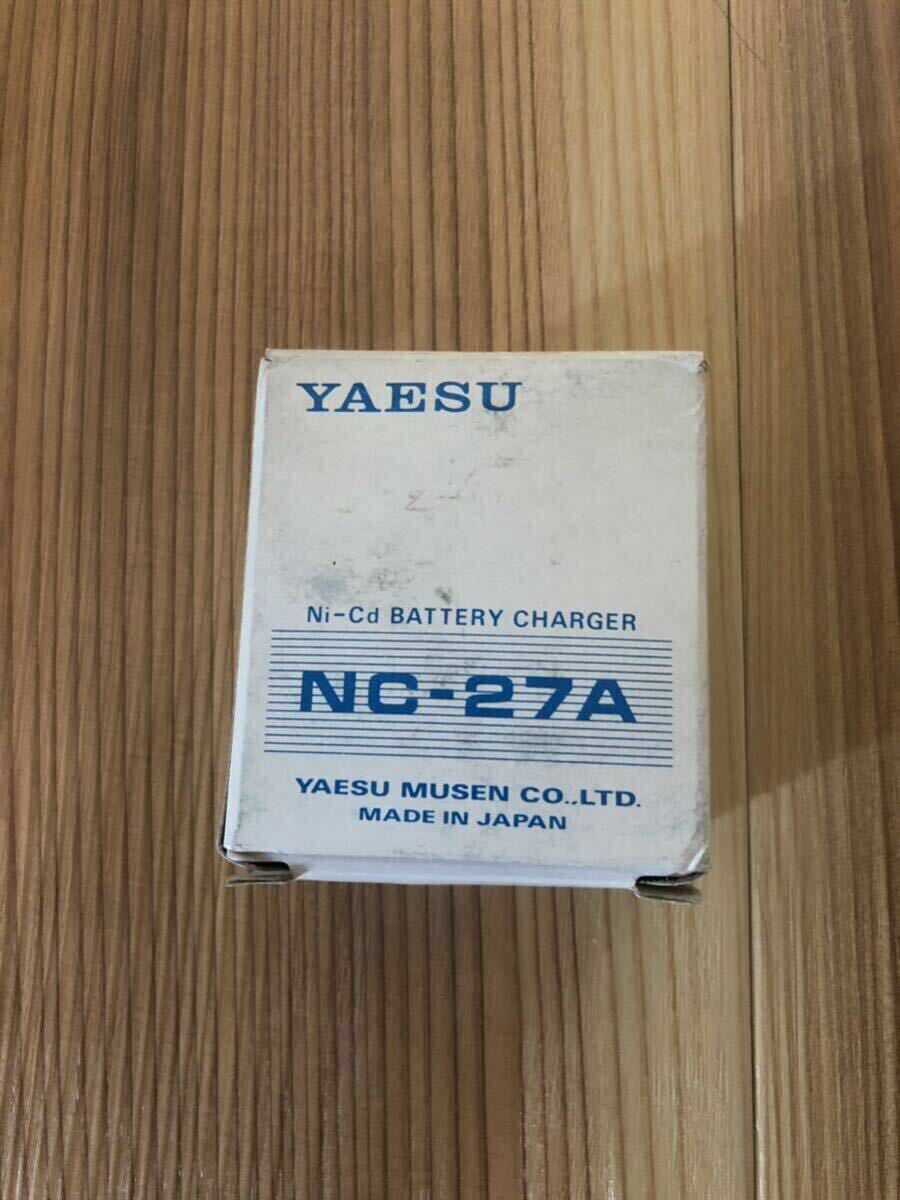 YAESU
Ni-Cd BATTERY CHARGER
NC-27A
YAESU MUSEN CO.,LTD.
MADE IN JAPAN